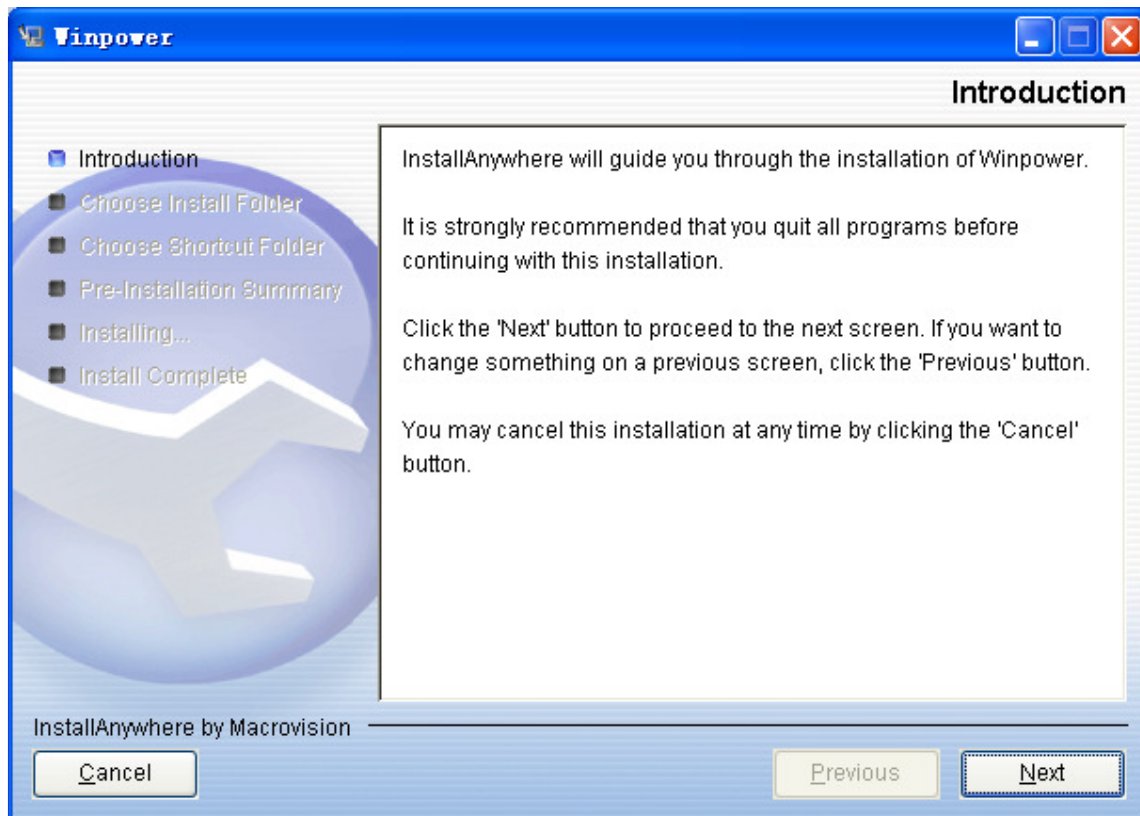 Winpower
Introduction
Introduction
Choose Install Folder
Choose Shortcut Folder
Pre-Installation Summary
Installing...
Install Complete
InstallAnywhere will guide you through the installation of Winpower.
It is strongly recommended that you quit all programs before
continuing with this installation.
Click the 'Next' button to proceed to the next screen. If you want to
change something on a previous screen, click the 'Previous' button.
You may cancel this installation at any time by clicking the 'Cancel'
button.
InstallAnywhere by Macrovision
Cancel
Previous
Next